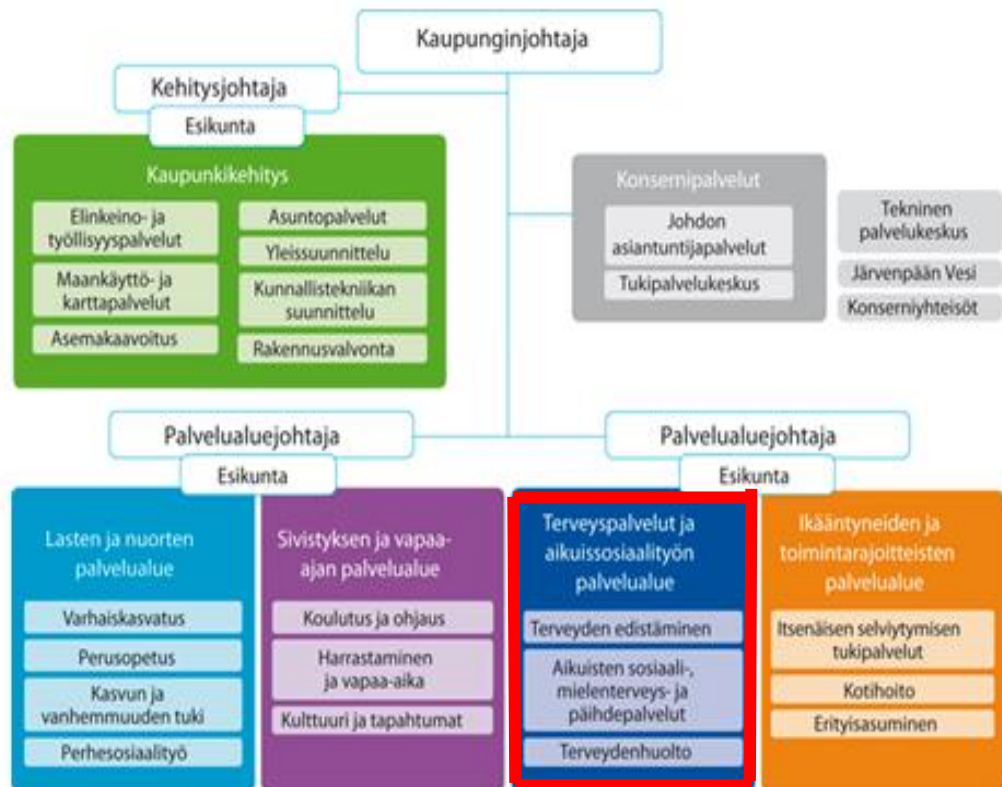 Kaupunginjohtaja
Kehitysjohtaja
Esikunta
Kaupunkikehitys
Elinkeino- ja
työllisyyspalvelut
Maankäyttö- ja
karttapalvelut
Asemakaavoitus
Asuntopalvelut
Yleissuunnittelu
Kunnallistekniikan
suunnittelu
Rakennusvalvonta
Konsernipalvelut
Johdon
asiantuntijapalvelut
Tukipalvelukeskus
Tekninen
palvelukeskus
Järvenpään Vesi
Konserniyhteisöt
Palvelualuejohtaja
Esikunta
Lasten ja nuorten
palvelualue
Varhaiskasvatus
Perusopetus
Kasvun ja
vanhemmuuden tuki
Perhesosiaalityö
Sivistyksen ja vapaa-
ajan palvelualue
Koulutus ja ohjaus
Harrastaminen
ja vapaa-aika
Kulttuuri ja tapahtumat
Palvelualuejohtaja
Esikunta
Terveyspalvelut ja
aikuissosiaalityön
palvelualue
Terveyden edistäminen
Aikuisten sosiaali-,
mielenterveys- ja
päihdepalvelut
Terveydenhuolto
Ikääntyneiden ja
toimintarajoitteisten
palvelualue
Itsenäisen selviytymisen
tukipalvelut
Kotihoito
Erityisasuminen